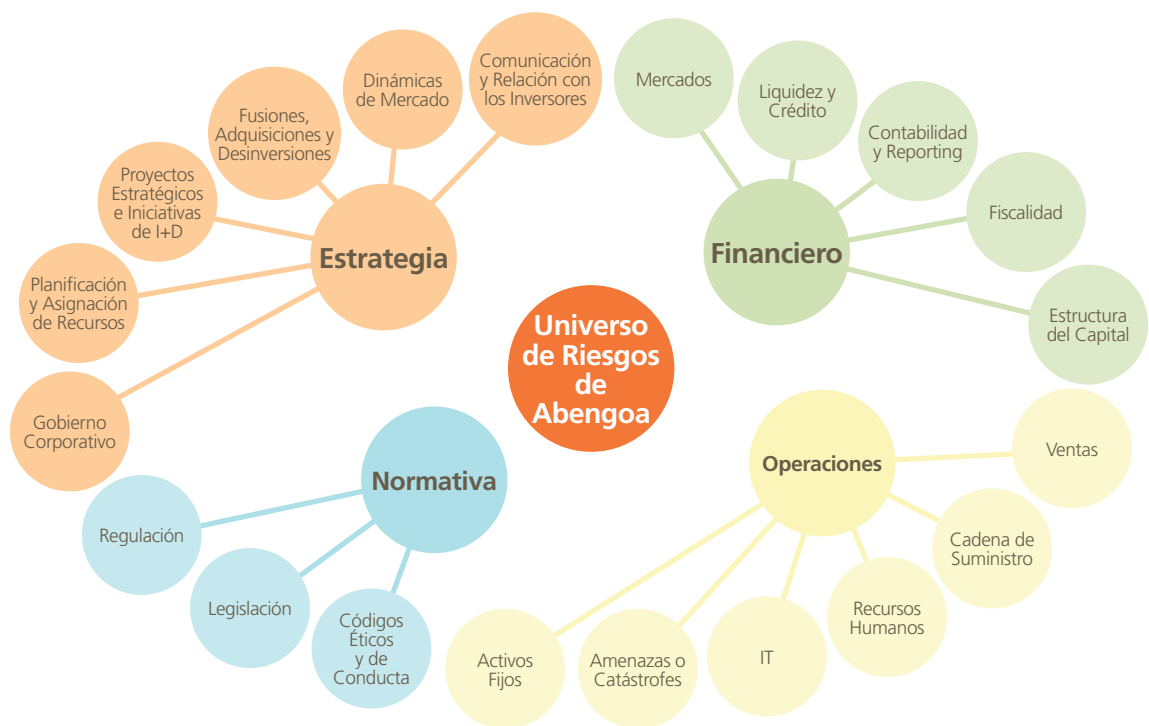 Comunicación
y Relación con
los Inversores
Dinámicas
de Mercado
Fusiones,
Adquisiciones y
Desinversiones
Proyectos
Estratégicos
e Iniciativas
de I+D
Planificación
y Asignación
de Recursos
Gobierno
Corporativo
Estrategia
Mercados
Liquidez y
Crédito
Contabilidad
y Reporting
Fiscalidad
Estructura
del Capital
Financiero
Universo
de Riesgos
de
Abengoa
Normativa
Regulación
Legislación
Códigos
Éticos
y de
Conducta
Operaciones
Ventas
Cadena de
Suministro
Recursos
Humanos
IT
Amenazas o
Catástrofes
Activos
Fijos